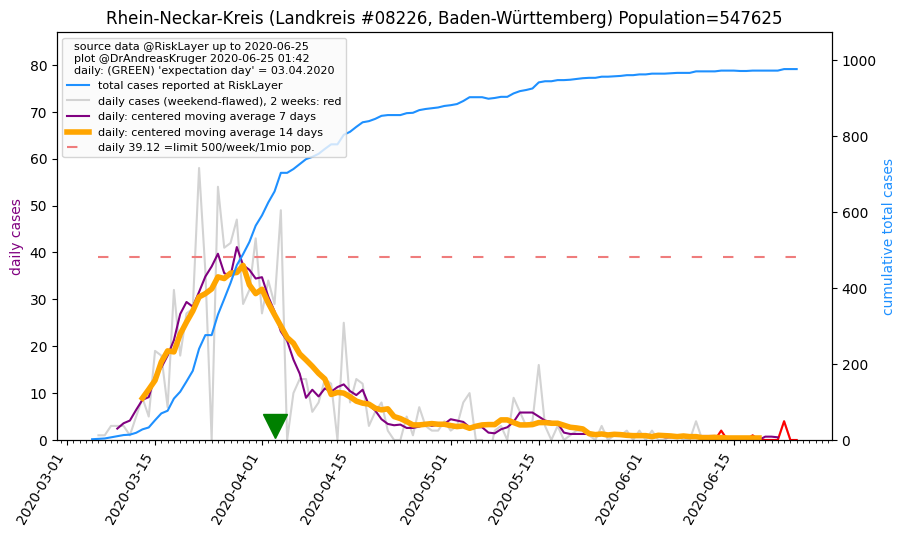 Rhein-Neckar-Kreis (Landkreis #08226, Baden-Württemberg) Population=547625
source data @RiskLayer up to 2020-06-25
plot @DrAndreasKruger 2020-06-25 01:42
daily: (GREEN) 'expectation day' = 03.04.2020
total cases reported at RiskLayer
daily cases (weekend-flawed), 2 weeks: red
daily: centered moving average 7 days
daily: centered moving average 14 days
daily 39.12 =limit 500/week/1mio pop.
daily cases
80
70
60
50
40
30
20
10
0
cumulative total cases
1000
800
600
400
200
0
2020-03-01
2020-03-15
2020-04-01
2020-04-15
2020-05-01
2020-05-15
2020-06-01
2020-06-15